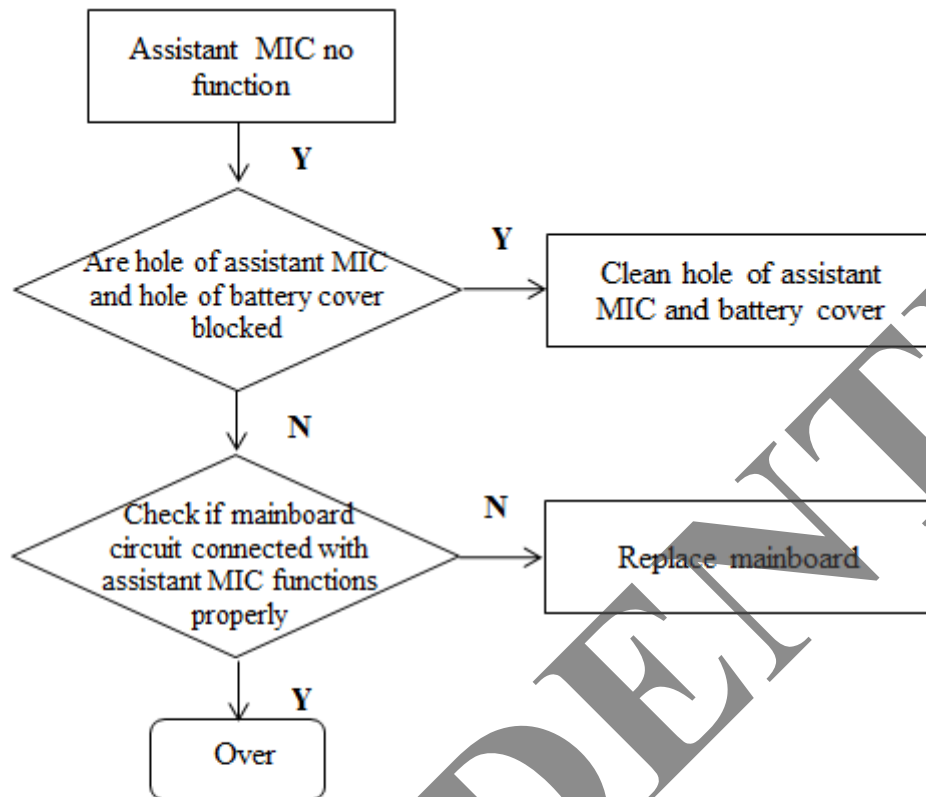 Assistant MIC no
function
Y
Are hole of assistant MIC
and hole of battery cover
blocked
Y
Clean hole of assistant
MIC and battery cover
N
Check if mainboard
circuit connected with
assistant MIC functions
properly
N
Replace mainboard
Y
Over
DENT